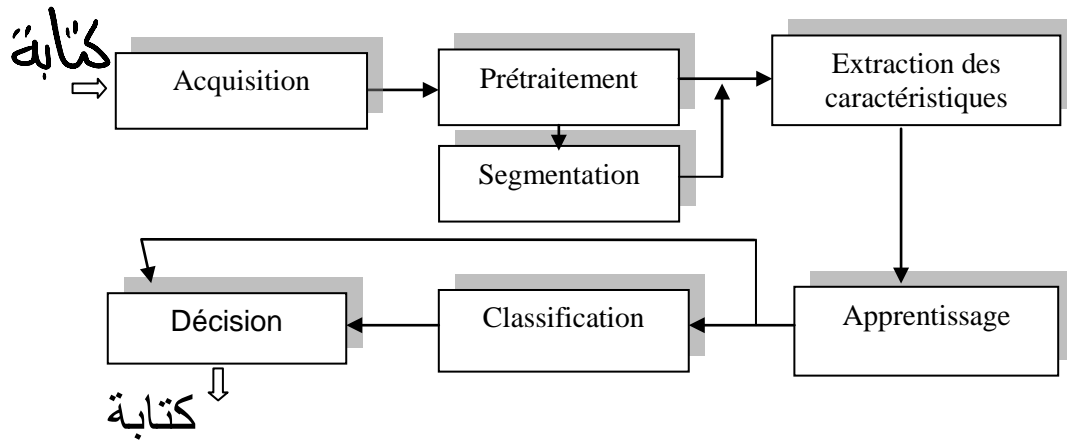 كتابة
Acquisition
Prétraitement
Extraction des
caractéristiques
Segmentation
Décision
Classification
Apprentissage
كتابة